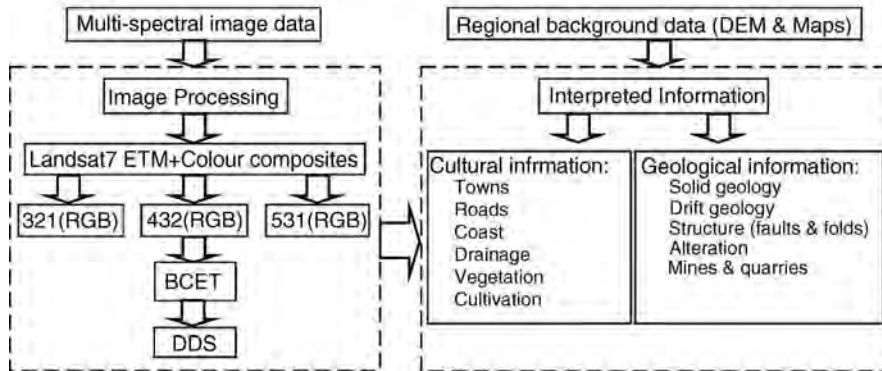 Multi-spectral image data
Regional background data (DEM & Maps)
Image Processing
Interpreted Information
Landsat7 ETM+Colour composites
321(RGB)
432(RGB)
531(RGB)
BCET
DDS
Cultural infrmation:
Towns
Roads
Coast
Drainage
Vegetation
Cultivation
Geological information:
Solid geology
Drift geology
Structure (faults & folds)
Alteration
Mines & quarries